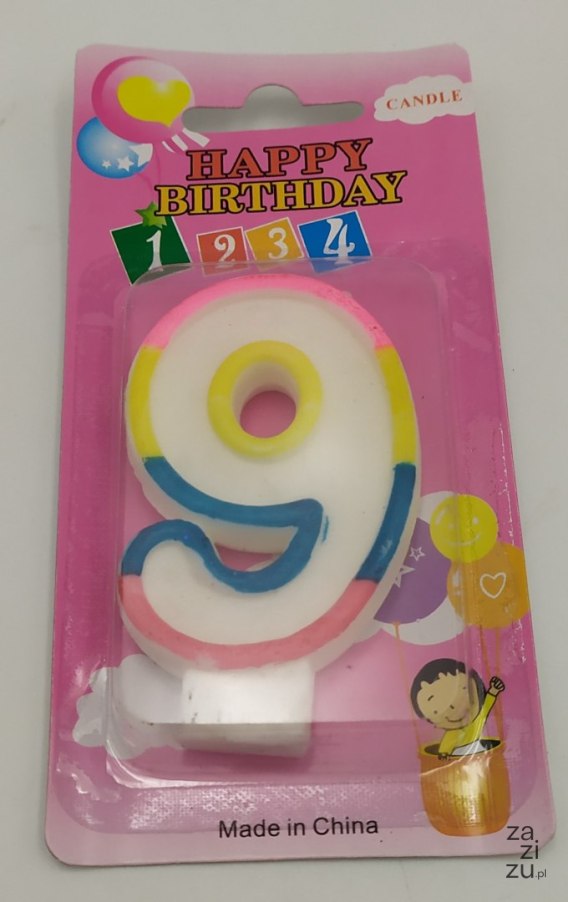 CANDLE
HAPPY
BIRTHDAY
1 2 3 4
9
Made in China
za
zi
zu.pl